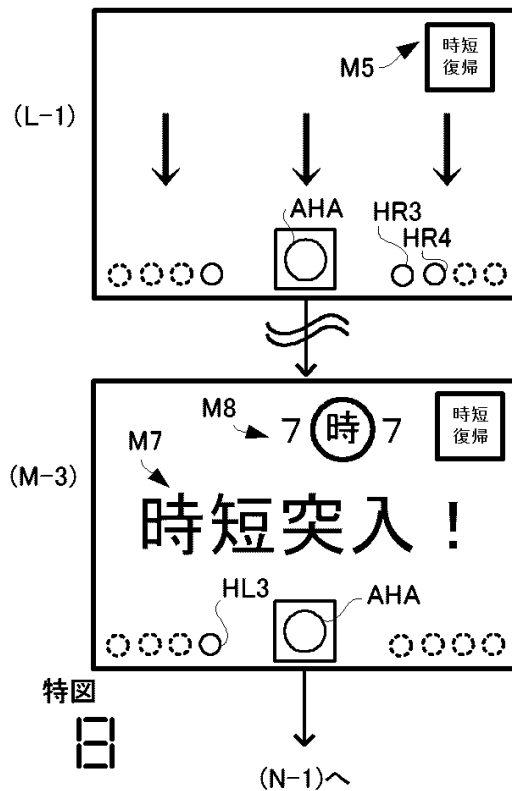 時短
復帰
M5
(L-1)
AHA
HR3
HR4
M8
7 時 7
時短
復帰
M7
(M-3)
時短突入！
HL3
AHA
特図
日
(N-1)へ